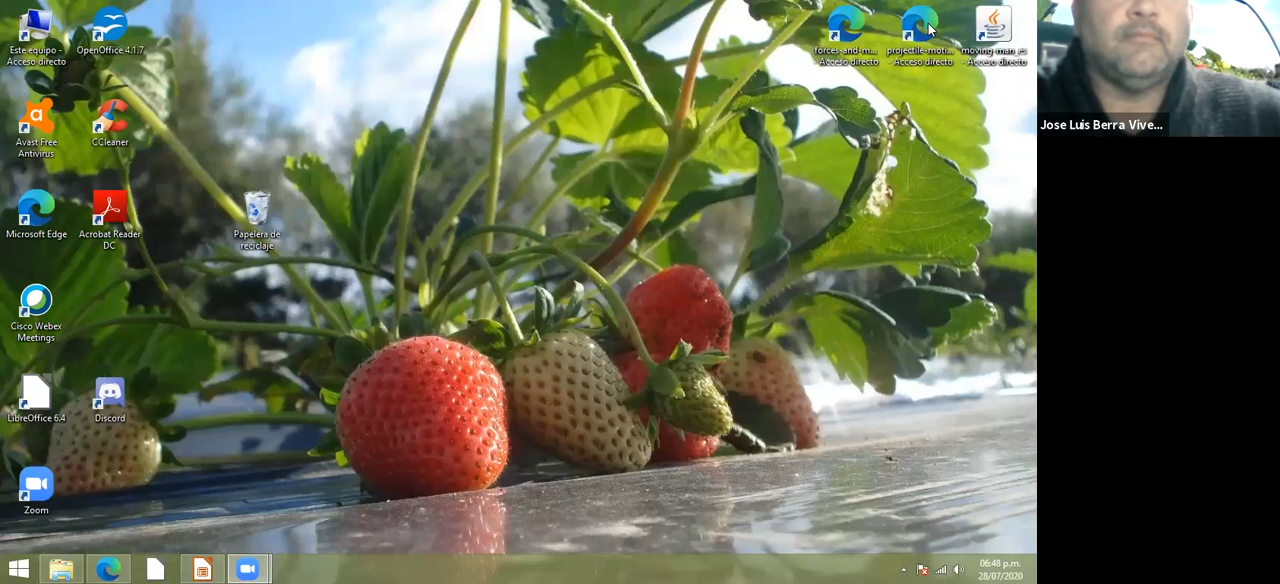 Este equipo -
Acceso directo
OpenOffice 4.1.7
forces-and-m...
- Acceso directo
projectile-moti...
- Acceso directo
moving-man_es
- Acceso directo
Jose Luis Berra Vive...
Avast Free
Antivirus
CCleaner
Microsoft Edge
Acrobat Reader
DC
Papelera de
reciclaje
Cisco Webex
Meetings
LibreOffice 6.4
Discord
Zoom
06:48 p.m.
28/07/2020